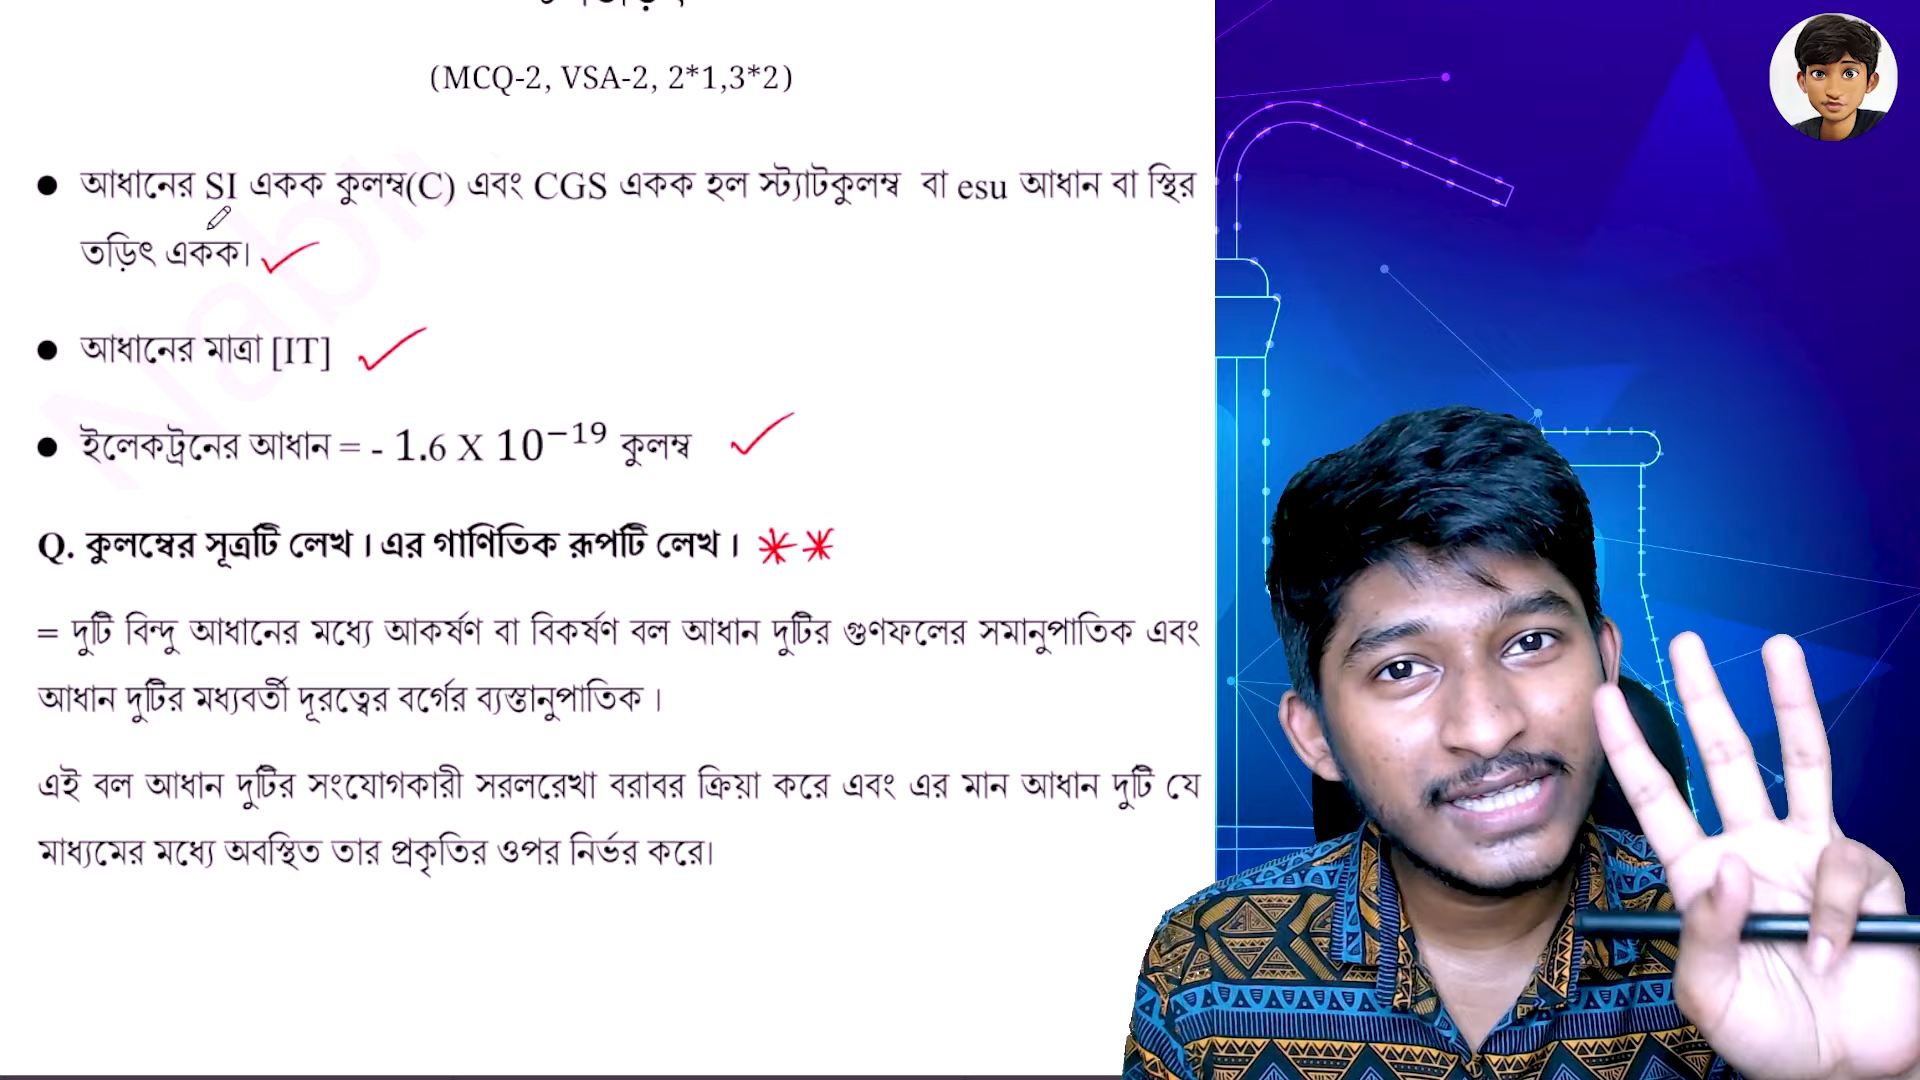 (MCQ-2, VSA-2, 2*1,3*2)
● আধানের SI একক কুলম্ব(C) এবং CGS একক হল স্ট্যাটকুলম্ব বা esu আধান বা স্থির
তড়িৎ একক।
● আধানের মাত্রা [IT]
● ইলেকট্রনের আধান = - 1.6 X 10⁻¹⁹ কুলম্ব
Q. কুলম্বের সূত্রটি লেখ। এর গাণিতিক রূপটি লেখ।
= দুটি বিন্দু আধানের মধ্যে আকর্ষণ বা বিকর্ষণ বল আধান দুটির গুণফলের সমানুপাতিক এবং
আধান দুটির মধ্যবর্তী দূরত্বের বর্গের ব্যস্তানুপাতিক।
এই বল আধান দুটির সংযোগকারী সরলরেখা বরাবর ক্রিয়া করে এবং এর মান আধান দুটি যে
মাধ্যমের মধ্যে অবস্থিত তার প্রকৃতির ওপর নির্ভর করে।